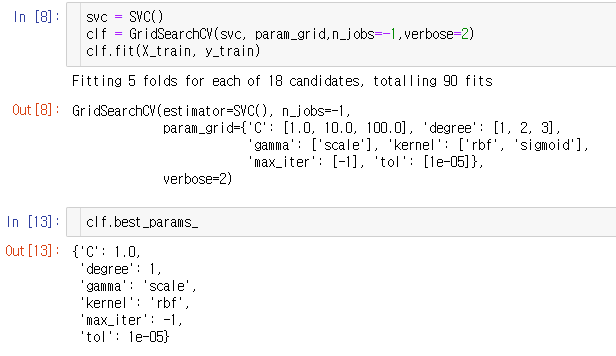 In [8]: svc = SVC()
clf = GridSearchCV(svc, param_grid,n_jobs=-1,verbose=2)
clf.fit(X_train, y_train)
Fitting 5 folds for each of 18 candidates, totalling 90 fits
Out[8]: GridSearchCV(estimator=SVC(), n_jobs=-1,
param_grid={'C': [1.0, 10.0, 100.0], 'degree': [1, 2, 3],
'gamma': ['scale'], 'kernel': ['rbf', 'sigmoid'],
'max_iter': [-1], 'tol': [1e-05]},
verbose=2)
In [13]: clf.best_params_
Out[13]: {'C': 1.0,
'degree': 1,
'gamma': 'scale',
'kernel': 'rbf',
'max_iter': -1,
'tol': 1e-05}